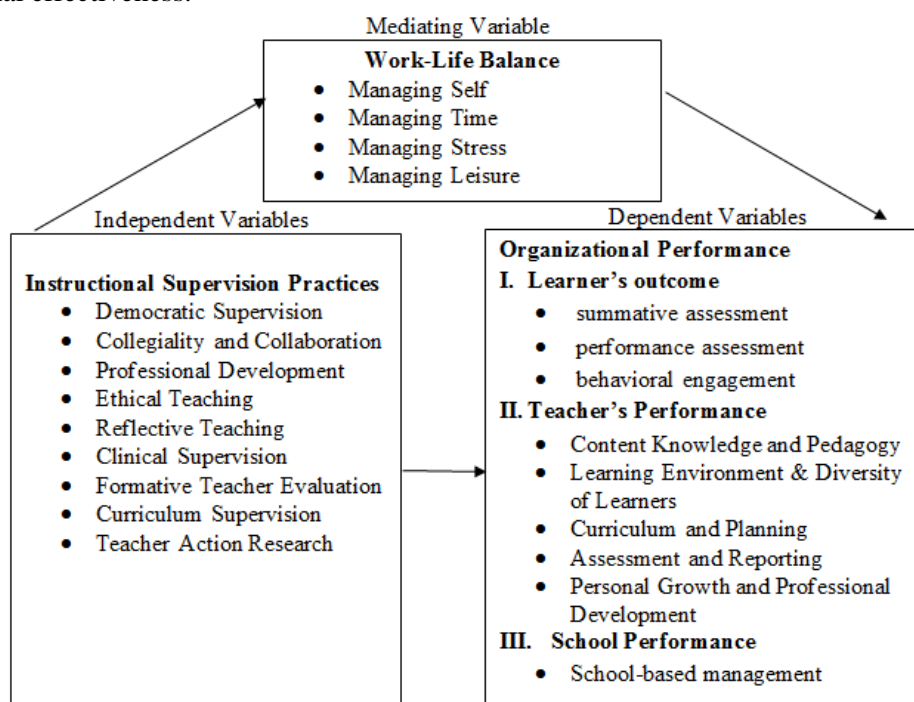 al effectiveness.
Mediating Variable
Work-Life Balance
• Managing Self
• Managing Time
• Managing Stress
• Managing Leisure
Independent Variables
Instructional Supervision Practices
• Democratic Supervision
• Collegiality and Collaboration
• Professional Development
• Ethical Teaching
• Reflective Teaching
• Clinical Supervision
• Formative Teacher Evaluation
• Curriculum Supervision
• Teacher Action Research
Dependent Variables
Organizational Performance
I. Learner's outcome
• summative assessment
• performance assessment
• behavioral engagement
II. Teacher's Performance
• Content Knowledge and Pedagogy
• Learning Environment & Diversity
of Learners
• Curriculum and Planning
• Assessment and Reporting
• Personal Growth and Professional
Development
III. School Performance
• School-based management